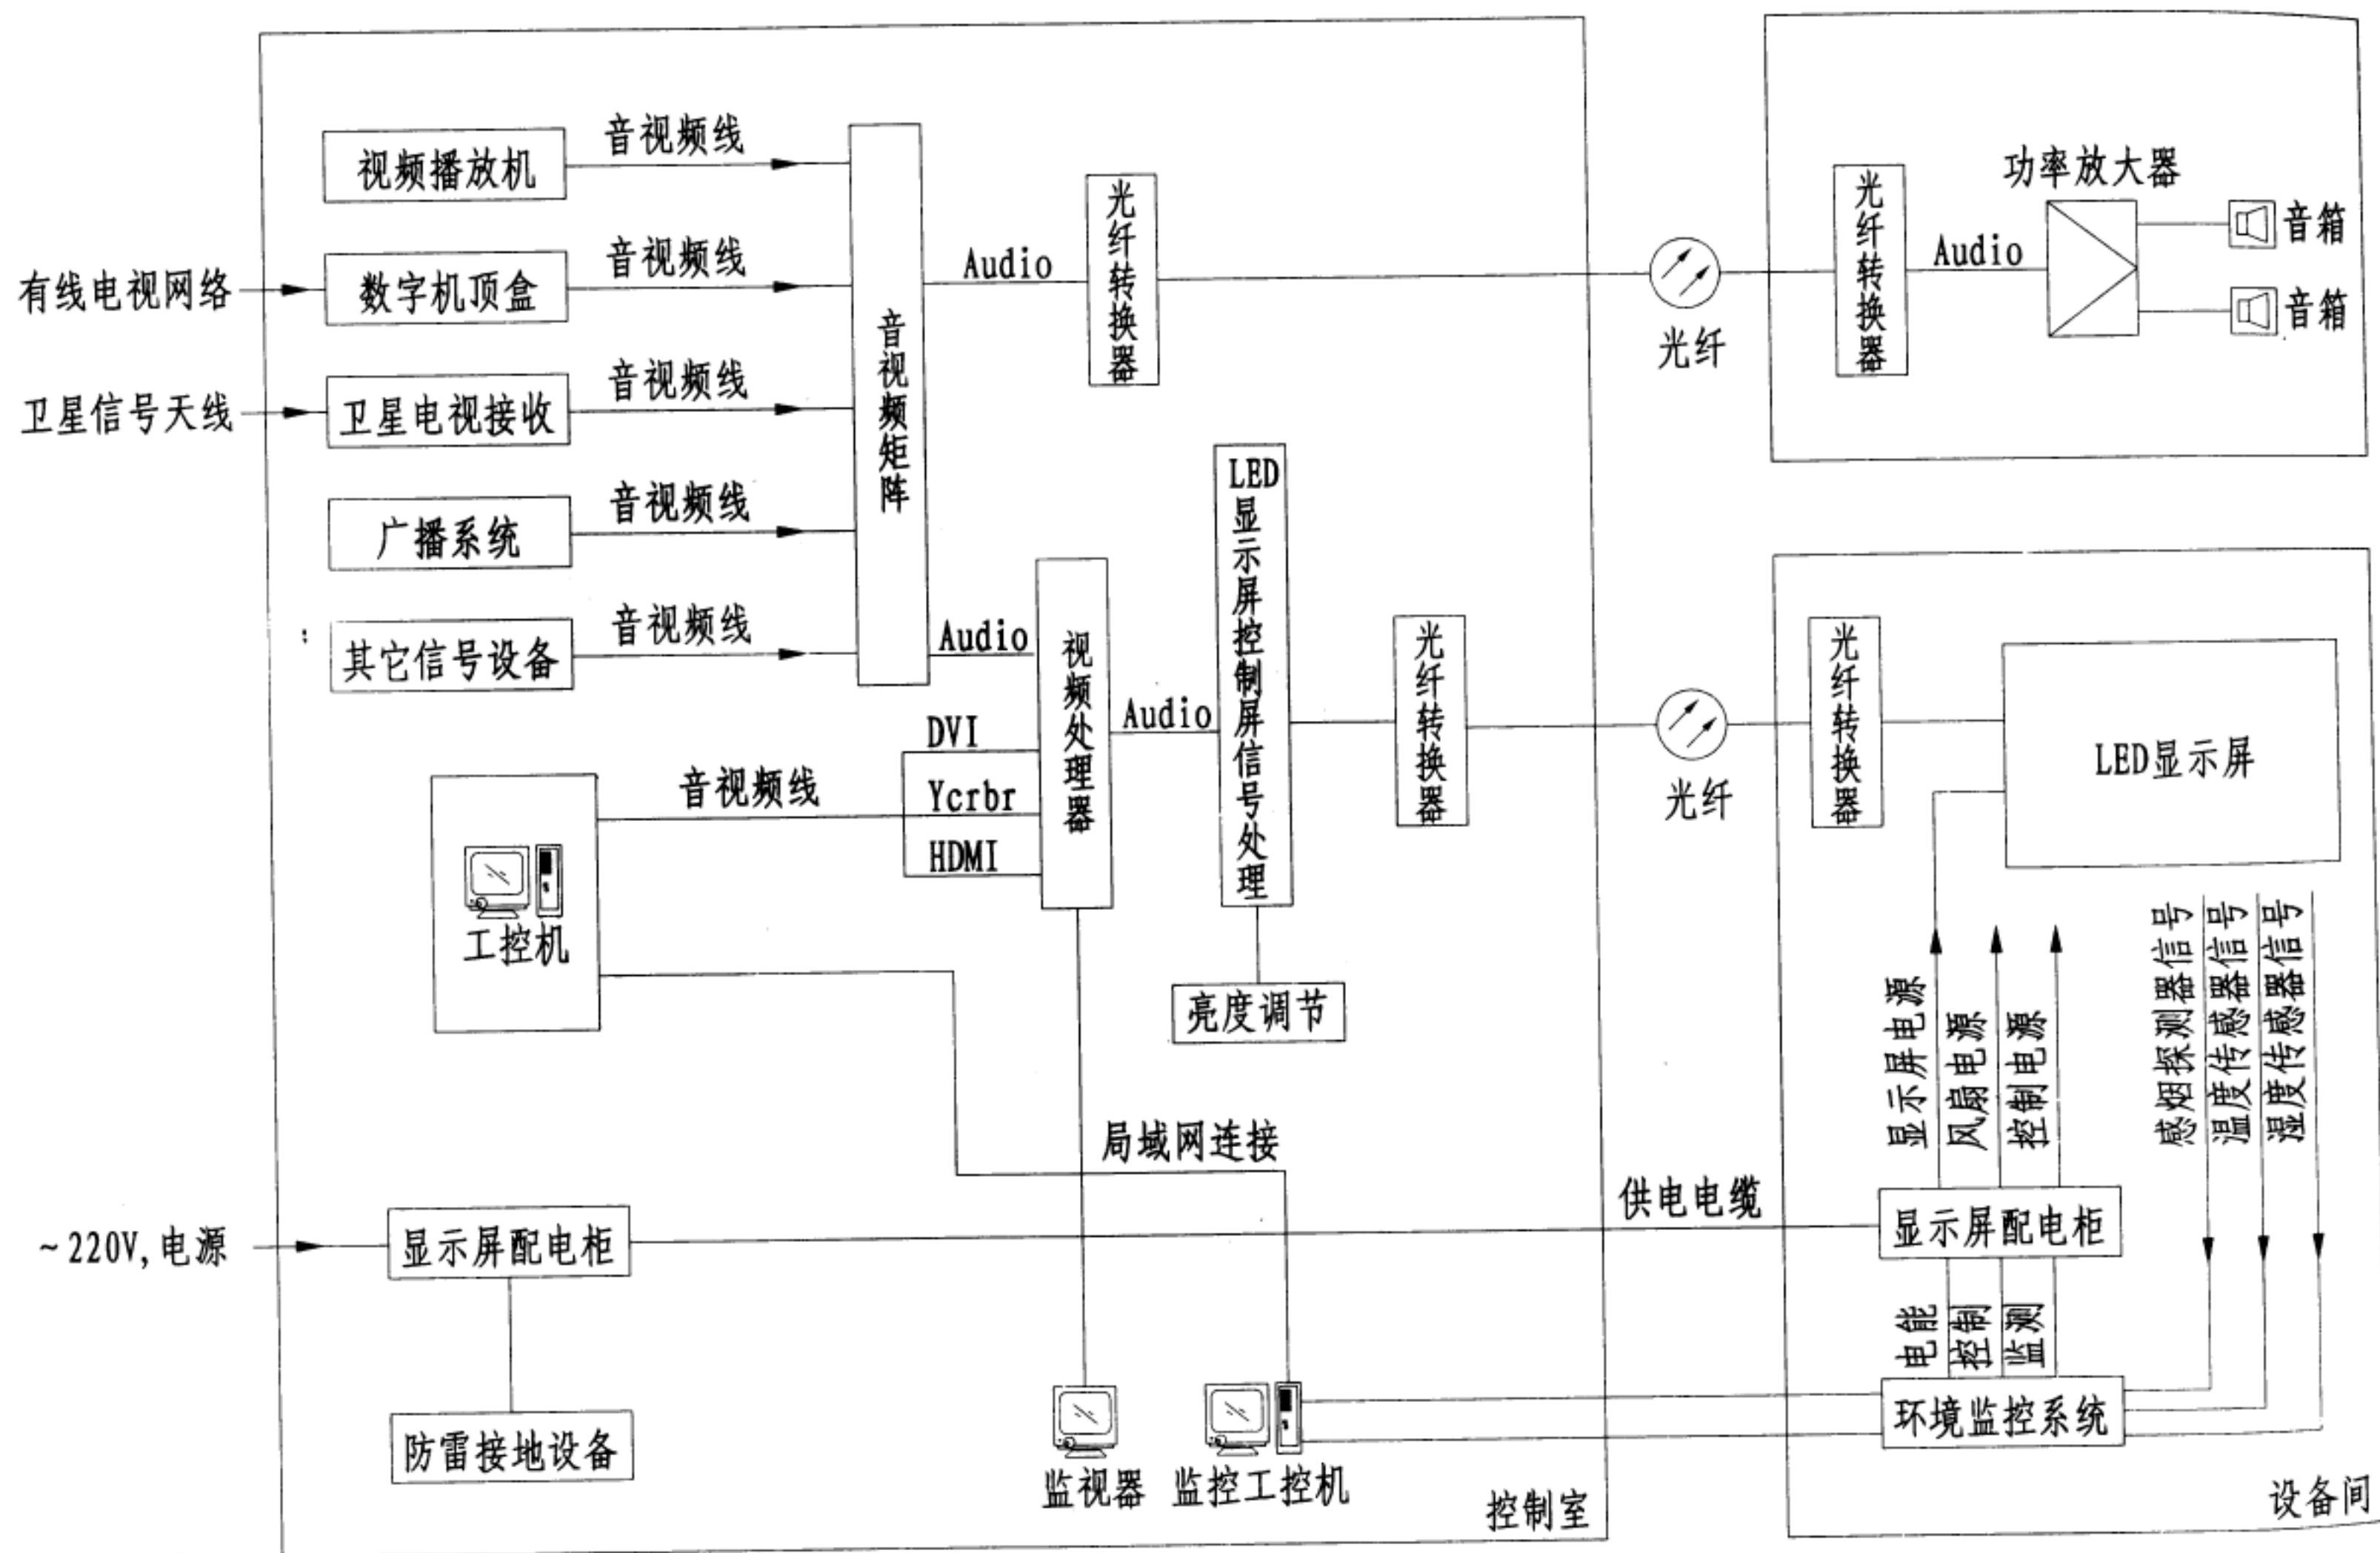 视频播放机
音视频线
有线电视网络
数字机顶盒
音视频线
卫星信号天线
卫星电视接收
音视频线
广播系统
音视频线
其它信号设备
音视频线
音视频矩阵
Audio
光纤转换器
光纤
光纤转换器
Audio
功率放大器
音箱
音箱
Audio
视频处理器
Audio
LED显示屏控制屏信号处理
光纤转换器
光纤
光纤转换器
LED显示屏
DVI
音视频线
Ycrbr
HDMI
工控机
亮度调节
局域网连接
显示屏电源
风扇电源
控制电源
感烟探测器信号
温度传感器信号
湿度传感器信号
~220V,电源
显示屏配电柜
供电电缆
显示屏配电柜
电能
控制
监测
防雷接地设备
监视器
监控工控机
环境监控系统
控制室
设备间